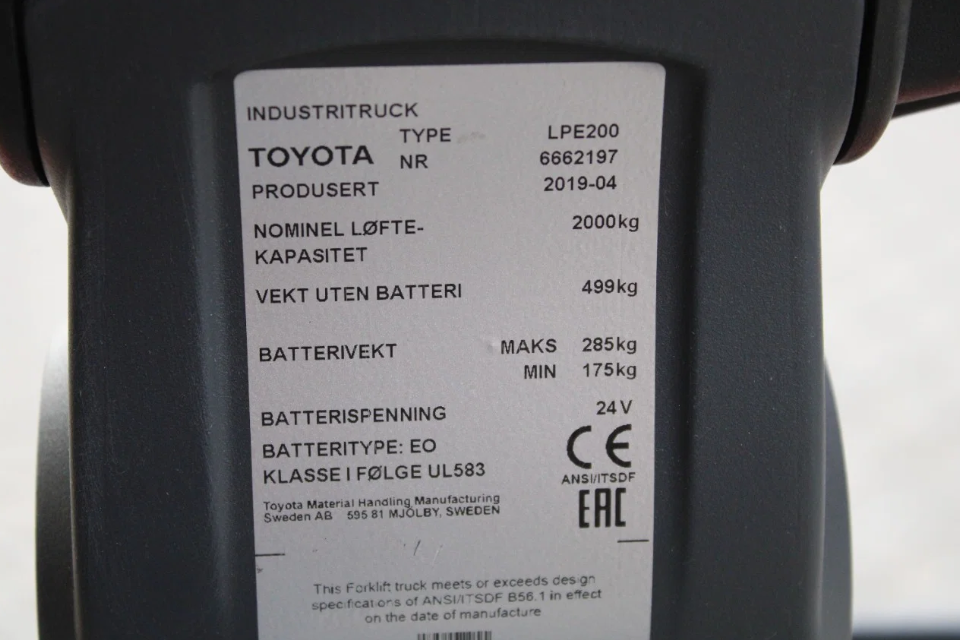 INDUSTRITRUCK
TYPE LPE200
TOYOTA NR 6662197
PRODUSERT 2019-04
NOMINEL LØFTE- 2000kg
KAPASITET
VEKT UTEN BATTERI 499kg
BATTERIVEKT MAKS 285kg
MIN 175kg
BATTERISPENNING 24V
BATTERITYPE: EO CE
KLASSE I FØLGE UL583 ANSI/ITSDF
Toyota Material Handling Manufacturing EAC
Sweden AB 595 81 MJÖLBY, SWEDEN
This Forklift truck meets or exceeds design
specifications of ANSI/ITSDF B56.1 in effect
on the date of manufacture